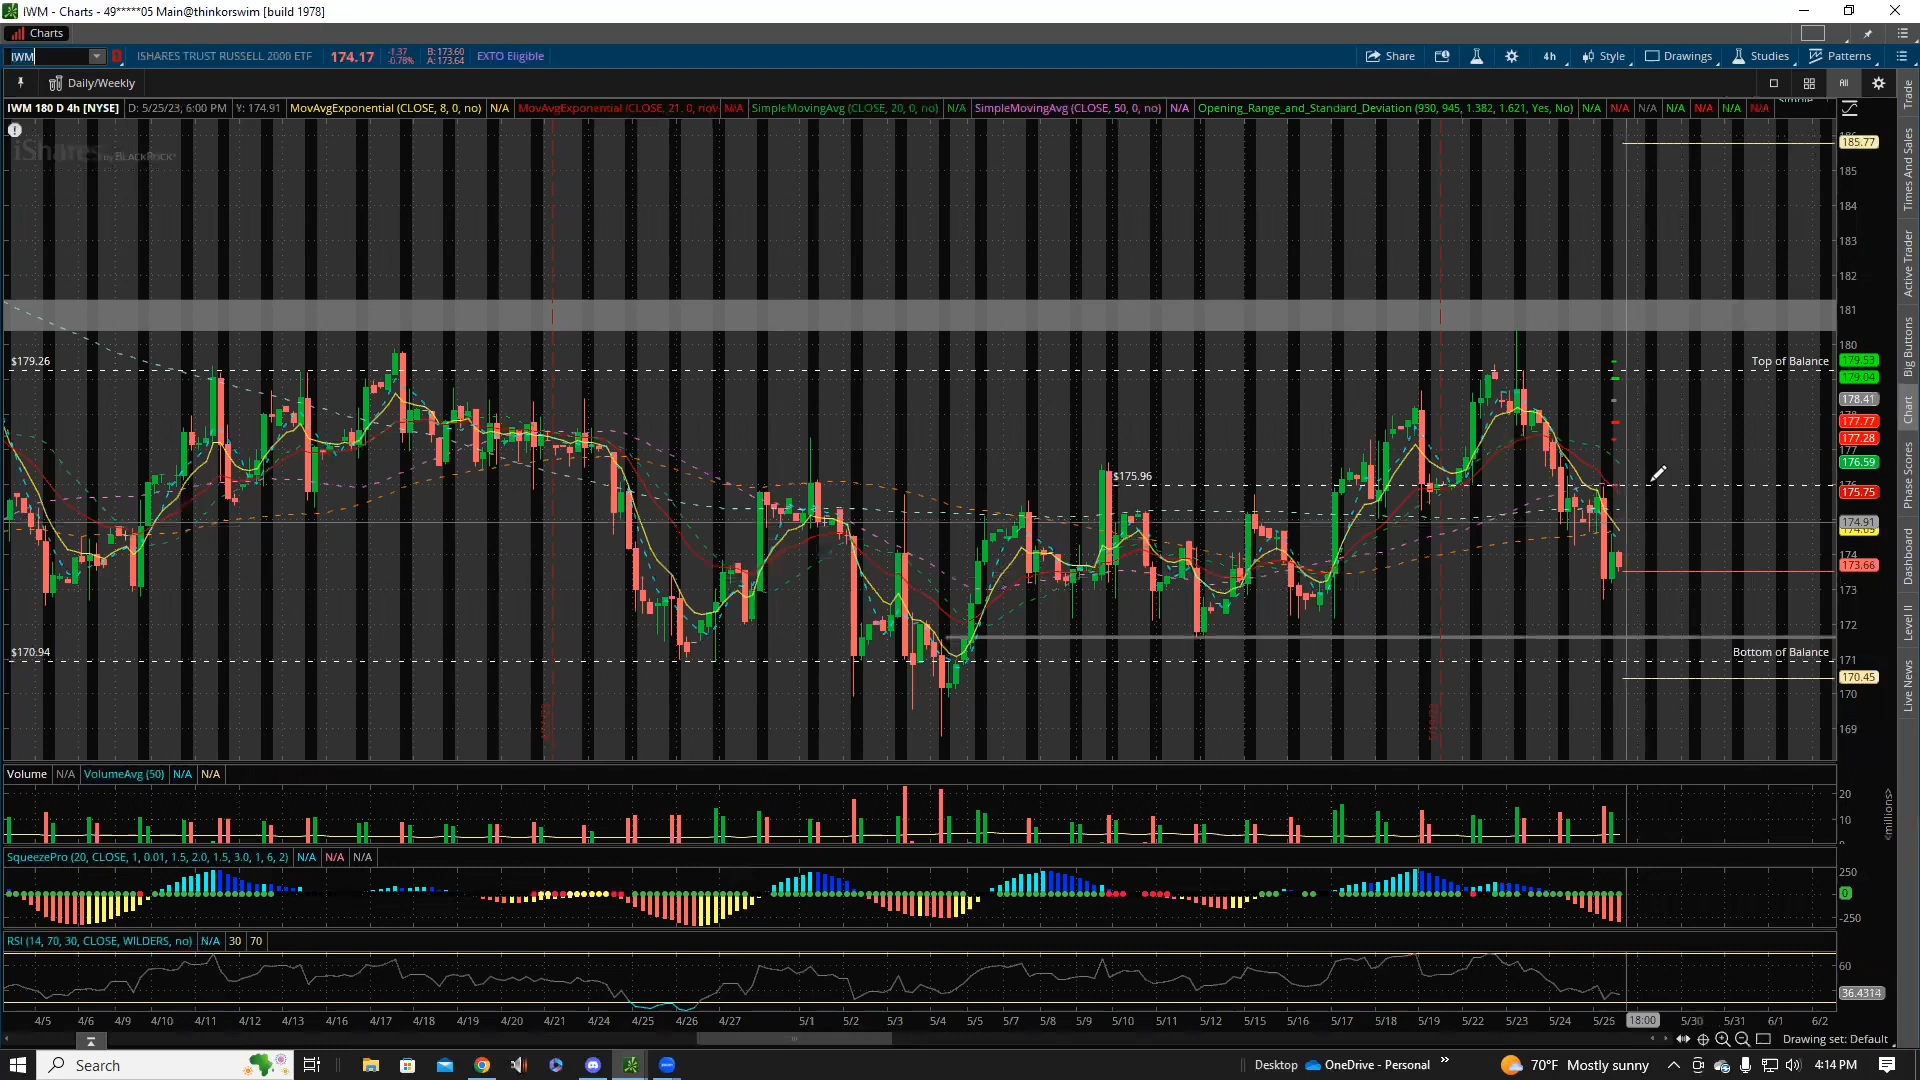 IWM - Charts - 49*****05 Main@thinkorswim [build 1978]
Charts
IWM
ISHARES TRUST RUSSELL 2000 ETF 174.17 -1.37 -0.78% B: 173.60 A: 173.64 EXTO Eligible
Share 4h Style Drawings Studies Patterns
Daily/Weekly
All
IWM 180 D 4h [NYSE] D: 5/25/23, 6:00 PM Y: 174.91 MovAvgExponential (CLOSE, 8, 0, no) N/A MovAvgExponential (CLOSE, 21, 0, no) N/A SimpleMovingAvg (CLOSE, 20, 0, no) N/A SimpleMovingAvg (CLOSE, 50, 0, no) N/A Opening_Range_and_Standard_Deviation (930, 945, 1.382, 1.621, Yes, No) N/A N/A N/A N/A N/A N/A N/A
iShares by BLACKROCK
185.77
185
184
183
182
181
180
$179.26
Top of Balance
179.53
179.04
178.41
177.77
177.28
177
176.59
$175.96
175.75
174.91
174
173.66
173
172
$170.94
Bottom of Balance
171
170.45
170
169
Volume N/A VolumeAvg (50) N/A N/A
20
10
<millions>
SqueezePro (20, CLOSE, 1, 0.01, 1.5, 2.0, 1.5, 3.0, 1, 6, 2) N/A N/A N/A
250
0
-250
RSI (14, 70, 30, CLOSE, WILDERS, no) N/A 30 70
60
36.4314
4/5 4/6 4/9 4/10 4/11 4/12 4/13 4/16 4/17 4/18 4/19 4/20 4/21 4/24 4/25 4/26 4/27 5/1 5/2 5/3 5/4 5/5 5/7 5/8 5/9 5/10 5/11 5/12 5/15 5/16 5/17 5/18 5/19 5/22 5/23 5/24 5/25 18:00 5/30 5/31 6/1 6/2
Drawing set: Default
Trade
Times And Sales
Active Trader
Big Buttons
Chart
Phase Scores
Dashboard
Level II
Live News
Search
Desktop
OneDrive - Personal
70°F Mostly sunny
4:14 PM